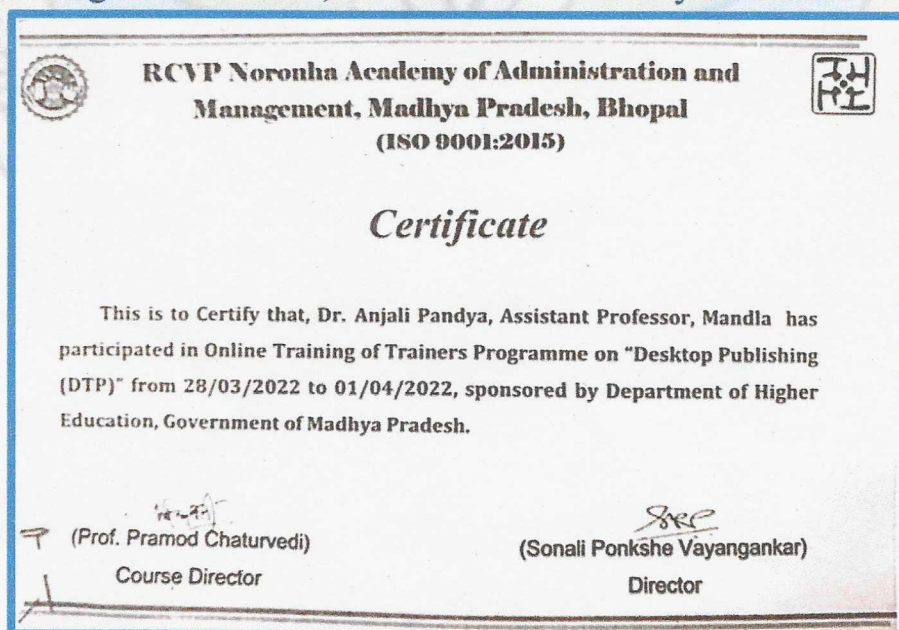 RCVP Noronha Academy of Administration and
Management, Madhya Pradesh, Bhopal
(ISO 9001:2015)
Certificate
This is to Certify that, Dr. Anjali Pandya, Assistant Professor, Mandla has
participated in Online Training of Trainers Programme on "Desktop Publishing
(DTP)" from 28/03/2022 to 01/04/2022, sponsored by Department of Higher
Education, Government of Madhya Pradesh.
(Prof. Pramod Chaturvedi)
Course Director
(Sonali Ponkshe Vayangankar)
Director